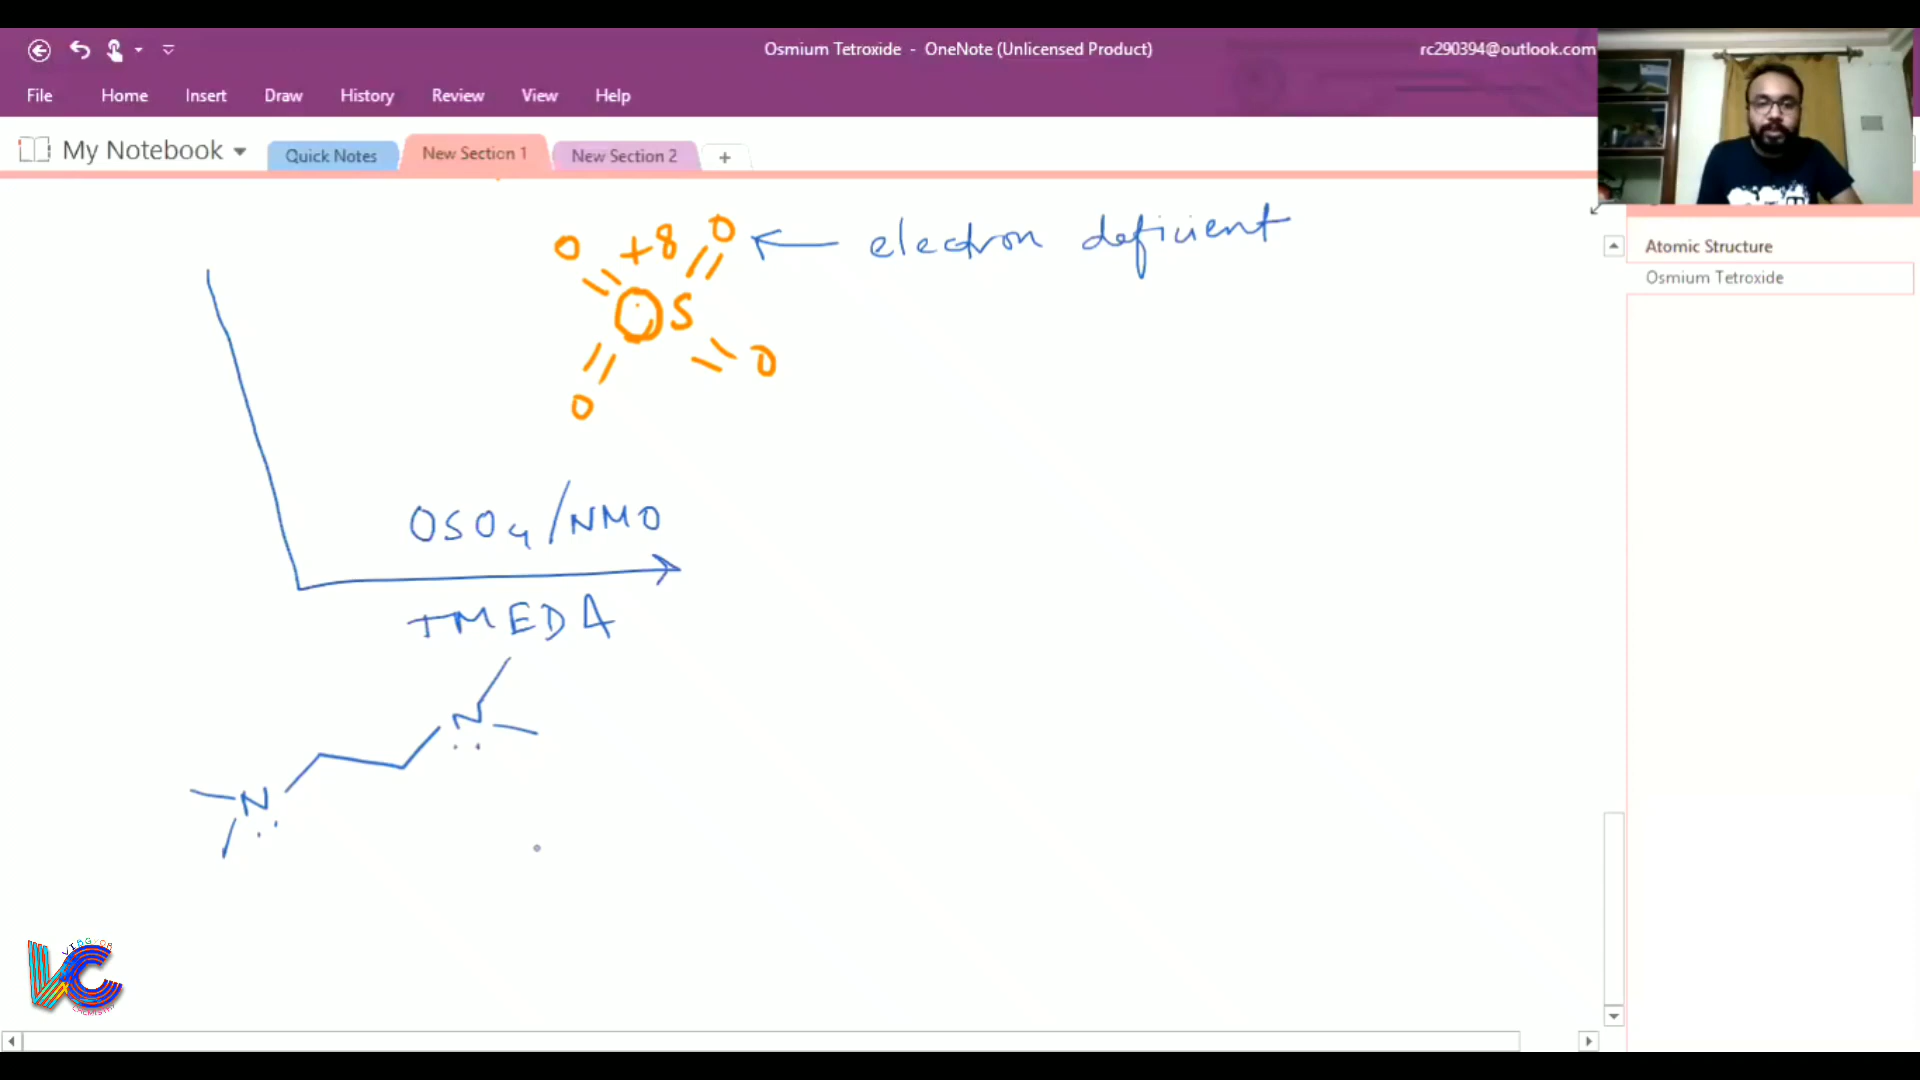 Osmium Tetroxide - OneNote (Unlicensed Product)
rc290394@outlook.com
File Home Insert Draw History Review View Help
My Notebook
Quick Notes
New Section 1
New Section 2
+
Atomic Structure
Osmium Tetroxide
O +8 O
OS
O O
electron deficient
OSO4/NMO
TMEDA
N
N
VC